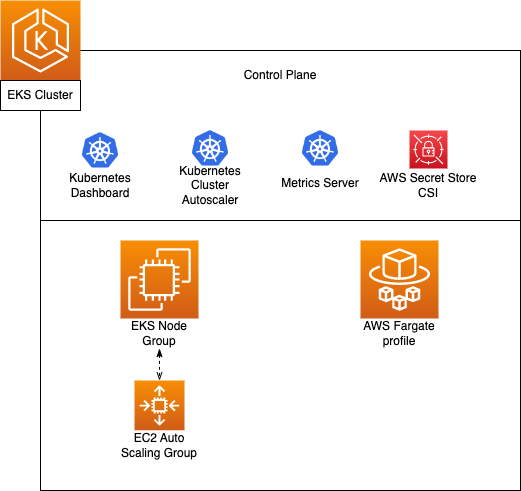 EKS Cluster
Control Plane
Kubernetes
Dashboard
Kubernetes
Cluster
Autoscaler
Metrics Server
AWS Secret Store
CSI
EKS Node
Group
AWS Fargate
profile
EC2 Auto
Scaling Group